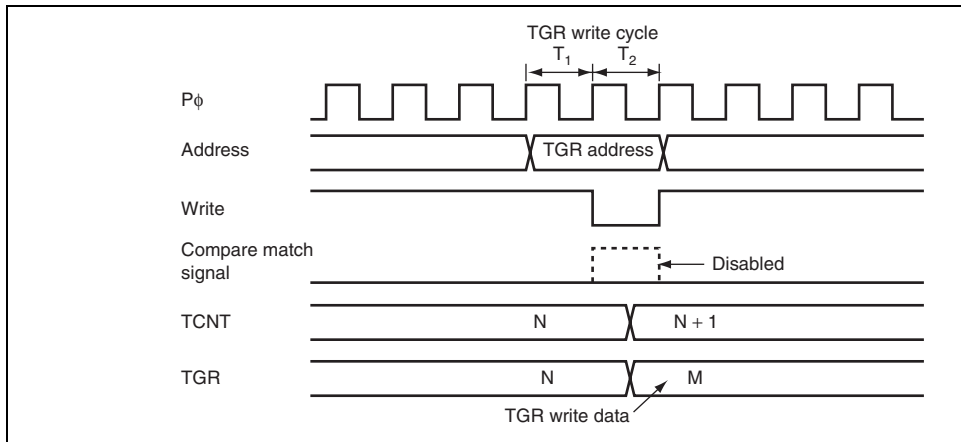 TGR write cycle
T1 T2
Pφ
Address TGR address
Write
Compare match
signal
Disabled
TCNT N N + 1
TGR N M
TGR write data